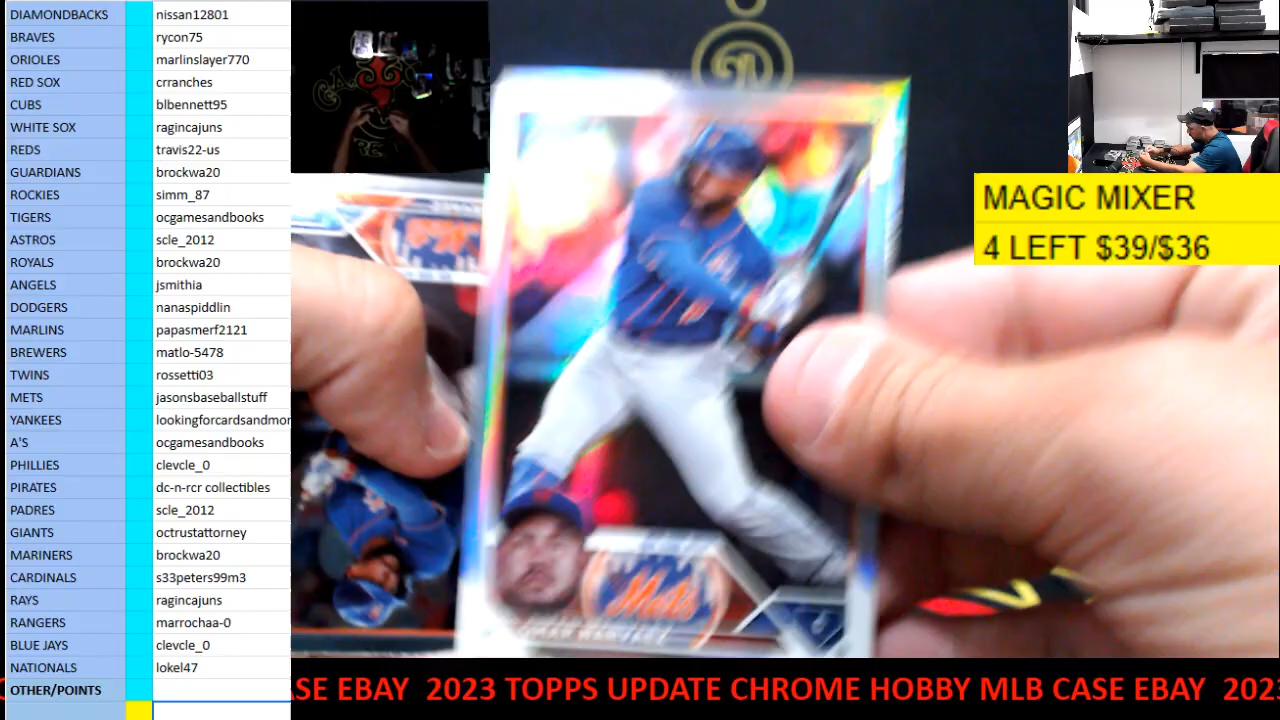 DIAMONDBACKS nissan12801
BRAVES rycon75
ORIOLES marlinslayer770
RED SOX crranches
CUBS blbennett95
WHITE SOX ragincajuns
REDS travis22-us
GUARDIANS brockwa20
ROCKIES simm_87
TIGERS ocgamesandbooks
ASTROS scle_2012
ROYALS brockwa20
ANGELS jsmithia
DODGERS nanaspiddlin
MARLINS papasmerf2121
BREWERS matlo-5478
TWINS rossetti03
METS jasonsbaseballstuff
YANKEES lookingforcardsandmor
A'S ocgamesandbooks
PHILLIES clevcle_0
PIRATES dc-n-rcr collectibles
PADRES scle_2012
GIANTS octrustattorney
MARINERS brockwa20
CARDINALS s33peters99m3
RAYS ragincajuns
RANGERS marrochaa-0
BLUE JAYS clevcle_0
NATIONALS lokel47
OTHER/POINTS
MAGIC MIXER
4 LEFT $39/$36
Mets
ASE EBAY 2023 TOPPS UPDATE CHROME HOBBY MLB CASE EBAY 202